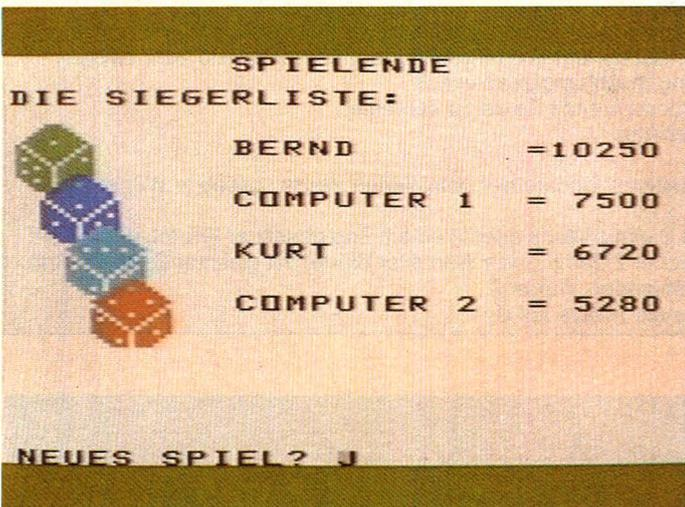 SPIELENDE
DIE SIEGERLISTE:
BERND =10250
COMPUTER 1 = 7500
KURT = 6720
COMPUTER 2 = 5280
NEUES SPIEL? J